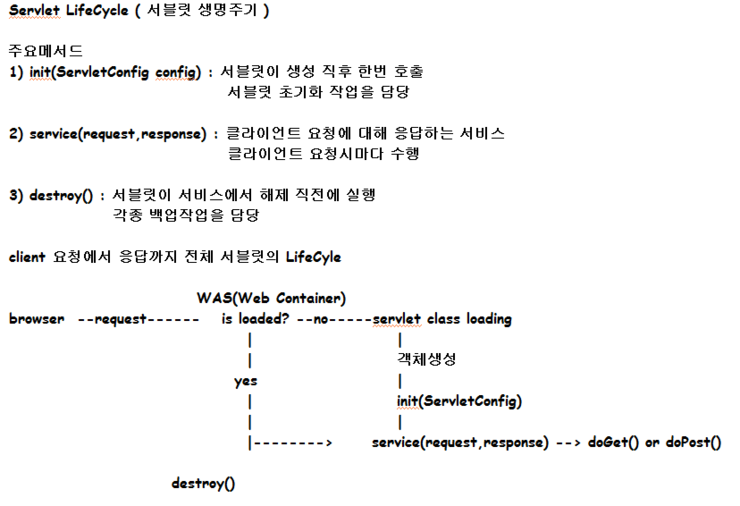 Servlet LifeCycle ( 서블릿 생명주기 )
주요메서드
1) init(ServletConfig config) : 서블릿이 생성 직후 한번 호출
서블릿 초기화 작업을 담당
2) service(request,response) : 클라이언트 요청에 대해 응답하는 서비스
클라이언트 요청시마다 수행
3) destroy() : 서블릿이 서비스에서 해제 직전에 실행
각종 백업작업을 담당
client 요청에서 응답까지 전체 서블릿의 LifeCyle
WAS(Web Container)
browser --request------ is loaded? --no-----servlet class loading
| |
| 객체생성
yes |
| init(ServletConfig)
| |
|--------> service(request,response) --> doGet() or doPost()
destroy()